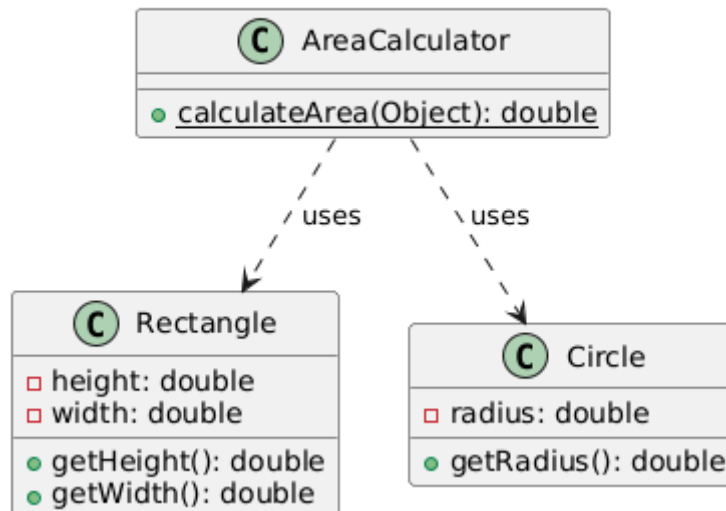 C AreaCalculator
calculateArea(Object): double
uses
uses
C Rectangle
height: double
width: double
getHeight(): double
getWidth(): double
C Circle
radius: double
getRadius(): double